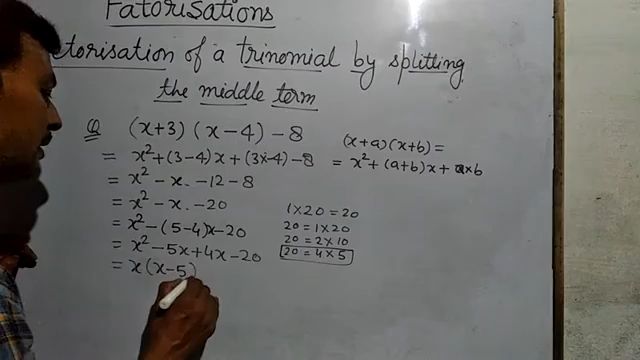 Fatorisations
ctorisation of a trinomial by splitting
the middle term
Q (x+3) (x-4) -8
= x²+(3-4)x+(3x-4)-8
= x² - x - 12 - 8
= x² - x - 20
= x² - (5-4)x - 20
= x² - 5x + 4x - 20
= x(x-5)
(x+a)(x+b) =
= x² + (a+b)x + a×b
1×20 = 20
20 = 1×20
20 = 2×10
20 = 4×5